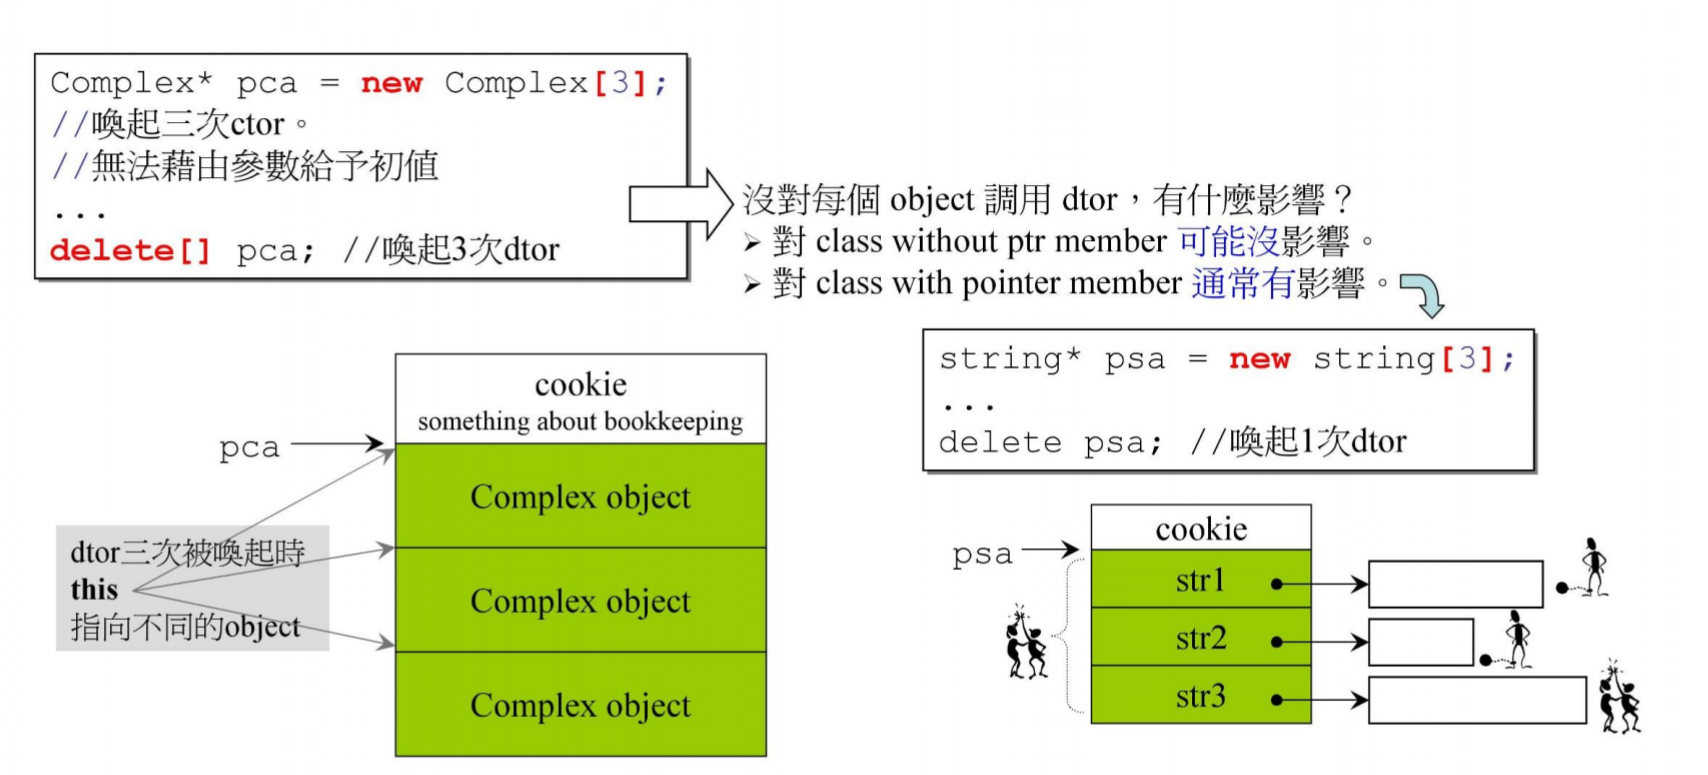 Complex* pca = new Complex[3];
//喚起三次ctor。
//無法藉由參數給予初值
...
delete[] pca; //喚起3次dtor
沒對每個 object 調用 dtor，有什麼影響？
➢ 對 class without ptr member 可能沒影響。
➢ 對 class with pointer member 通常有影響。
string* psa = new string[3];
...
delete psa; //喚起1次dtor
cookie
something about bookkeeping
pca
Complex object
Complex object
Complex object
dtor三次被喚起時
this
指向不同的object
cookie
psa
str1
str2
str3